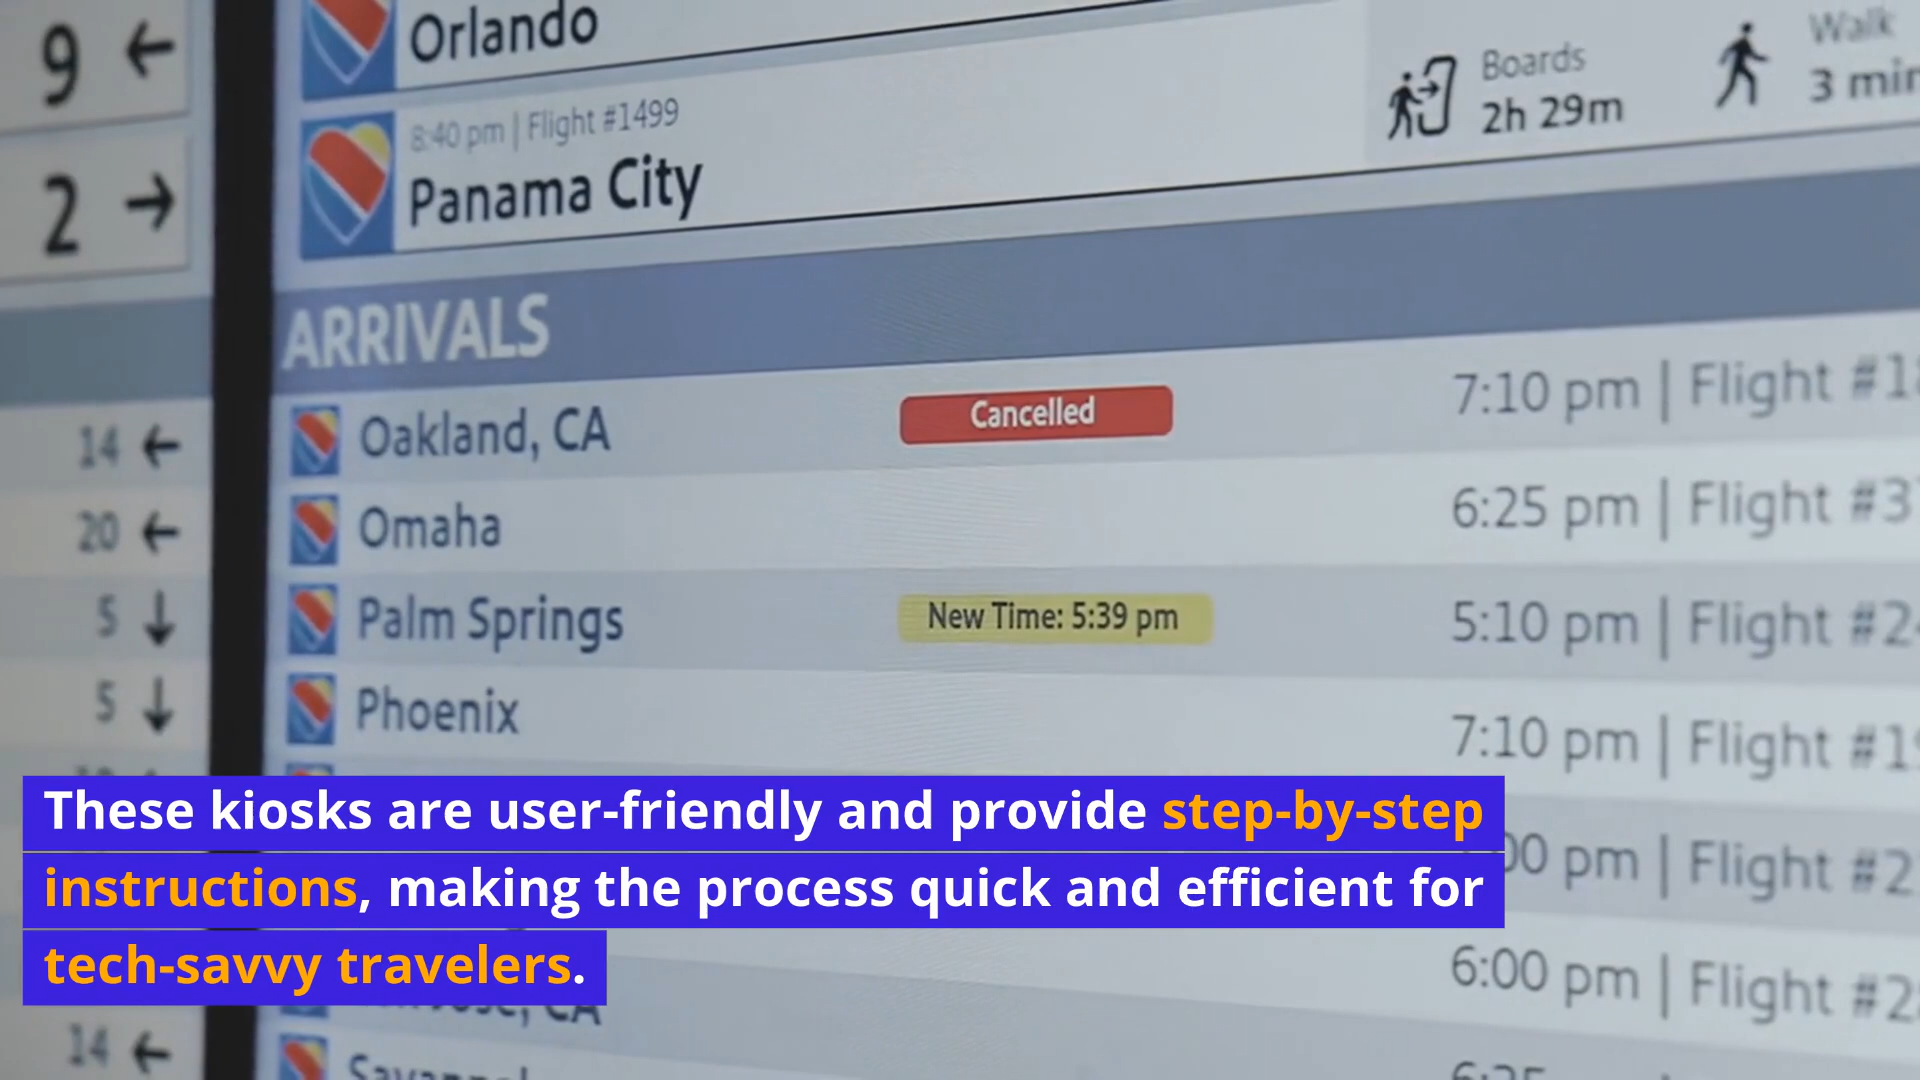 9 ←
2 →
14 ←
20 ←
5 ↓
5 ↓
14 ←
Orlando
8:40 pm | Flight #1499
Panama City
Boards
2h 29m
Walk
3 min
ARRIVALS
Oakland, CA Cancelled 7:10 pm | Flight
Omaha 6:25 pm | Flight
Palm Springs New Time: 5:39 pm 5:10 pm | Flight
Phoenix 7:10 pm | Flight
pm | Flight
6:00 pm | Flight
These kiosks are user-friendly and provide step-by-step
instructions, making the process quick and efficient for
tech-savvy travelers.